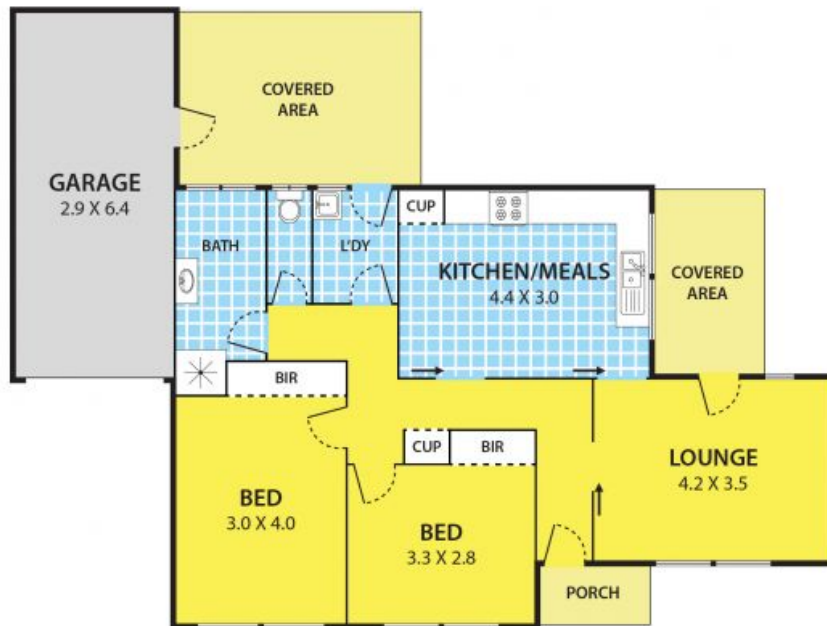 COVERED
AREA
GARAGE
2.9 X 6.4
CUP
BATH
L'DY
KITCHEN/MEALS
4.4 X 3.0
COVERED
AREA
BIR
CUP
BIR
LOUNGE
4.2 X 3.5
BED
3.0 X 4.0
BED
3.3 X 2.8
PORCH